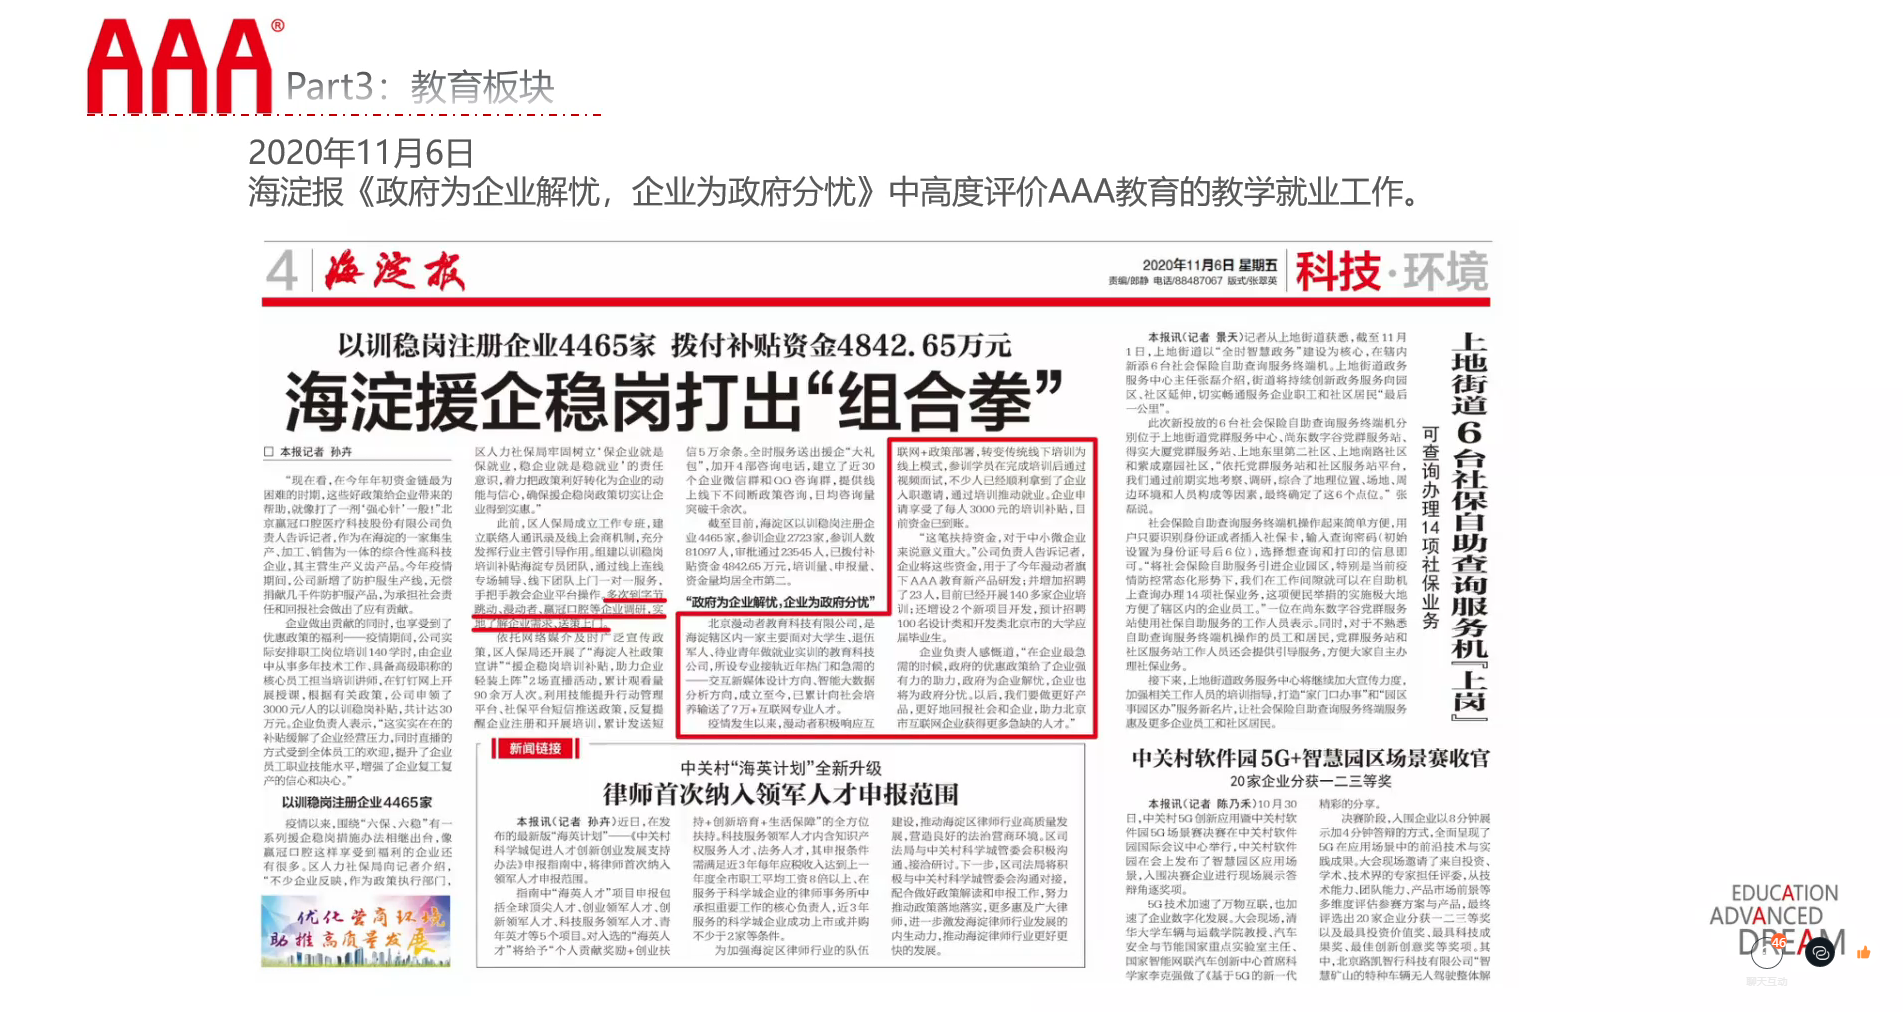 AAA®
Part3：教育板块
2020年11月6日
海淀报《政府为企业解忧，企业为政府分忧》中高度评价AAA教育的教学就业工作。
4
海淀报
2020年11月6日 星期五
责编/郎静 电话/88487067 版式/张翠英
科技·环境
以训稳岗注册企业4465家 拨付补贴资金4842.65万元
海淀援企稳岗打出“组合拳”
□ 本报记者 孙卉
“现在看，在今年年初资金链最为
困难的时期，这些好政策给企业带来的
帮助，就像打了一剂‘强心针’一般！”北
京赢冠口腔医疗科技股份有限公司负
责人告诉记者，作为在海淀的一家集生
产、加工、销售为一体的综合性高科技
企业，其主营生产义齿产品。今年疫情
期间，公司新增了防护服生产线，无偿
捐献几千件防护服产品，为承担社会责
任和回报社会做出了应有贡献。
企业做出贡献的同时，也享受到了
优惠政策的福利——疫情期间，公司实
际安排职工岗位培训140学时，由企业
中从事多年技术工作、具备高级职称的
核心员工担当培训讲师，在钉钉网上开
展授课，根据有关政策，公司申领了
3000元/人的以训稳岗补贴，共计达30
万元。企业负责人表示，“这实实在在的
补贴缓解了企业经营压力，同时直播的
方式受到全体员工的欢迎，提升了企业
员工职业技能水平，增强了企业复工复
产的信心和决心。”
以训稳岗注册企业4465家
疫情以来，围绕“六保、六稳”有一
系列援企稳岗措施办法相继出台，像
赢冠口腔这样享受到福利的企业还
有很多。区人力社保局向记者介绍，
“不少企业反映，作为政策执行部门，
优化营商环境
助推高质量发展
区人力社保局牢固树立‘保企业就是
保就业，稳企业就是稳就业’的责任
意识，着力把政策利好转化为企业的动
能与信心，确保援企稳岗政策切实让企
业得到实惠。”
此前，区人保局成立工作专班，建
立联络人通讯录及线上会商机制，充分
发挥行业主管引导作用。组建以训稳岗
培训补贴海淀专员团队，通过线上连线
专场辅导、线下团队上门一对一服务，
手把手教会企业平台操作。多次到字节
跳动、漫动者、赢冠口腔等企业调研，实
地了解企业需求、送策上门。
依托网络媒介及时广泛宣传政
策，区人保局还开展了“海淀人社政策
宣讲”“援企稳岗培训补贴，助力企业
轻装上阵”2场直播活动，累计观看量
90余万人次。利用技能提升行动管理
平台、社保平台短信推送政策，反复提
醒企业注册和开展培训，累计发送短
信5万余条。全时服务送出援企“大礼
包”，加开4部咨询电话，建立了近30
个企业微信群和QQ咨询群，提供线
上线下不间断政策咨询，日均咨询量
突破千余次。
截至目前，海淀区以训稳岗注册企
业4465家，参训企业2723家，参训人数
81097人，审批通过23545人，已拨付补
贴资金4842.65万元，培训量、申报量、
资金量均居全市第二。
“政府为企业解忧，企业为政府分忧”
北京漫动者教育科技有限公司，是
海淀辖区内一家主要面对大学生、退伍
军人、待业青年做就业实训的教育科技
公司，所设专业接轨近年热门和急需的
——交互新媒体设计方向、智能大数据
分析方向，成立至今，已累计向社会培
养输送了7万+互联网专业人才。
疫情发生以来，漫动者积极响应互
联网+政策部署，转变传统线下培训为
线上模式，参训学员在完成培训后通过
视频面试，不少人已经顺利拿到了企业
入职邀请，通过培训推动就业。企业申
请享受了每人3000元的培训补贴，目
前资金已到账。
“这笔扶持资金，对于中小微企业
来说意义重大。”公司负责人告诉记者，
企业将这些资金，用于了今年漫动者旗
下AAA教育新产品研发；并增加招聘
了23人，目前已经开展140多家企业培
训；还增设2个新项目开发，预计招聘
100名设计类和开发类北京市的大学应
届毕业生。
企业负责人感慨道，“在企业最急
需的时候，政府的优惠政策给了企业强
有力的助力，政府为企业解忧，企业也
将为政府分忧。以后，我们要做更好产
品，更好地回报社会和企业，助力北京
市互联网企业获得更多急缺的人才。”
新闻链接
中关村“海英计划”全新升级
律师首次纳入领军人才申报范围
本报讯（记者 孙卉）近日，在发
布的最新版“海英计划”——《中关村
科学城促进人才创新创业发展支持
办法》申报指南中，将律师首次纳入
领军人才申报范围。
指南中“海英人才”项目申报包
括全球顶尖人才、创业领军人才、创
新领军人才、科技服务领军人才、青
年英才等5个项目。对入选的“海英人
才”将给予“个人贡献奖励+创业扶
持+创新培育+生活保障”的全方位
扶持。科技服务领军人才内含知识产
权服务人才、法务人才，其申报条件
需满足近3年每年应税收入达到上一
年度全市职工平均工资8倍以上、在
服务于科学城企业的律师事务所中
承担重要工作的核心负责人，近3年
服务的科学城企业成功上市或并购
不少于2家等条件。
为加强海淀区律师行业的队伍
建设，推动海淀律师行业高质量发
展，营造良好的法治营商环境。区司
法局与中关村科学城管委会积极沟
通、接洽研讨。下一步，区司法局将积
极与中关村科学城管委会沟通对接，
配合做好政策解读和申报工作，努力
推动政策落地落实，更多惠及广大律
师，进一步激发海淀律师行业发展的
内生动力，推动海淀律师行业更好更
快的发展。
上地街道6台社保自助查询服务机『上岗』
可查询办理14项社保业务
本报讯（记者 景天）记者从上地街道获悉，截至11月
1日，上地街道以“全时智慧政务”建设为核心，在辖内
新添6台社会保险自助查询服务终端机。上地街道政务
服务中心主任张磊介绍，街道将持续创新政务服务向园
区、社区延伸，切实畅通服务企业职工和社区居民“最后
一公里”。
此次新投放的6台社会保险自助查询服务终端机分
别位于上地街道党群服务中心、尚东数字谷党群服务站、
得实大厦党群服务站、上地东里第二社区、上地南路社区
和紫成嘉园社区，“依托党群服务站和社区服务站平台，
我们通过前期实地考察、调研，综合了地理位置、场地、周
边环境和人员构成等因素，最终确定了这6个点位。”张
磊说。
社会保险自助查询服务终端机操作起来简单方便，用
户只要识别身份证或者插入社保卡，输入查询密码（初始
设置为身份证号后6位），选择想查询和打印的信息即
可。“将社会保险自助服务引进企业园区，特别是当前疫
情防控常态化形势下，我们在工作间隙就可以在自助机
上查询办理14项社保业务，这项便民举措的实施极大地
方便了辖区内的企业员工。”一位在尚东数字谷党群服务
站使用社保自助服务的工作人员表示。同时，对于不熟悉
自助查询服务终端机操作的员工和居民，党群服务站和
社区服务站工作人员还会提供引导服务，方便大家自主办
理社保业务。
接下来，上地街道政务服务中心将继续加大宣传力度，
加强相关工作人员的培训指导，打造“家门口办事”和“园区
事园区办”服务新名片，让社会保险自助查询服务终端服务
惠及更多企业员工和社区居民。
中关村软件园5G+智慧园区场景赛收官
20家企业分获一二三等奖
本报讯（记者 陈乃禾）10月30
日，中关村5G创新应用暨中关村软
件园5G场景赛决赛在中关村软件
园国际会议中心举行，中关村软件
园在会上发布了智慧园区应用场
景，入围决赛企业进行现场展示答
辩角逐奖项。
5G技术加速了万物互联，也加
速了企业数字化发展。大会现场，清
华大学车辆与运载学院教授、汽车
安全与节能国家重点实验室主任、
国家智能网联汽车创新中心首席科
学家李克强做了《基于5G的新一代
精彩的分享。
决赛阶段，入围企业以8分钟展
示加4分钟答辩的方式，全面呈现了
5G在应用场景中的前沿技术与实
践成果。大会现场邀请了来自投资、
学术、技术界的专家担任评委，从技
术能力、团队能力、产品市场前景等
多维度评估参赛方案与产品，最终
评选出20家企业分获一二三等奖
以及最具投资价值奖、最具科技成
果奖、最佳创新创意奖等奖项。其
中，北京路凯智行科技有限公司“智
慧矿山的特种车辆无人驾驶整体解
EDUCATION
ADVANCED
DREAM
46
聊天互动